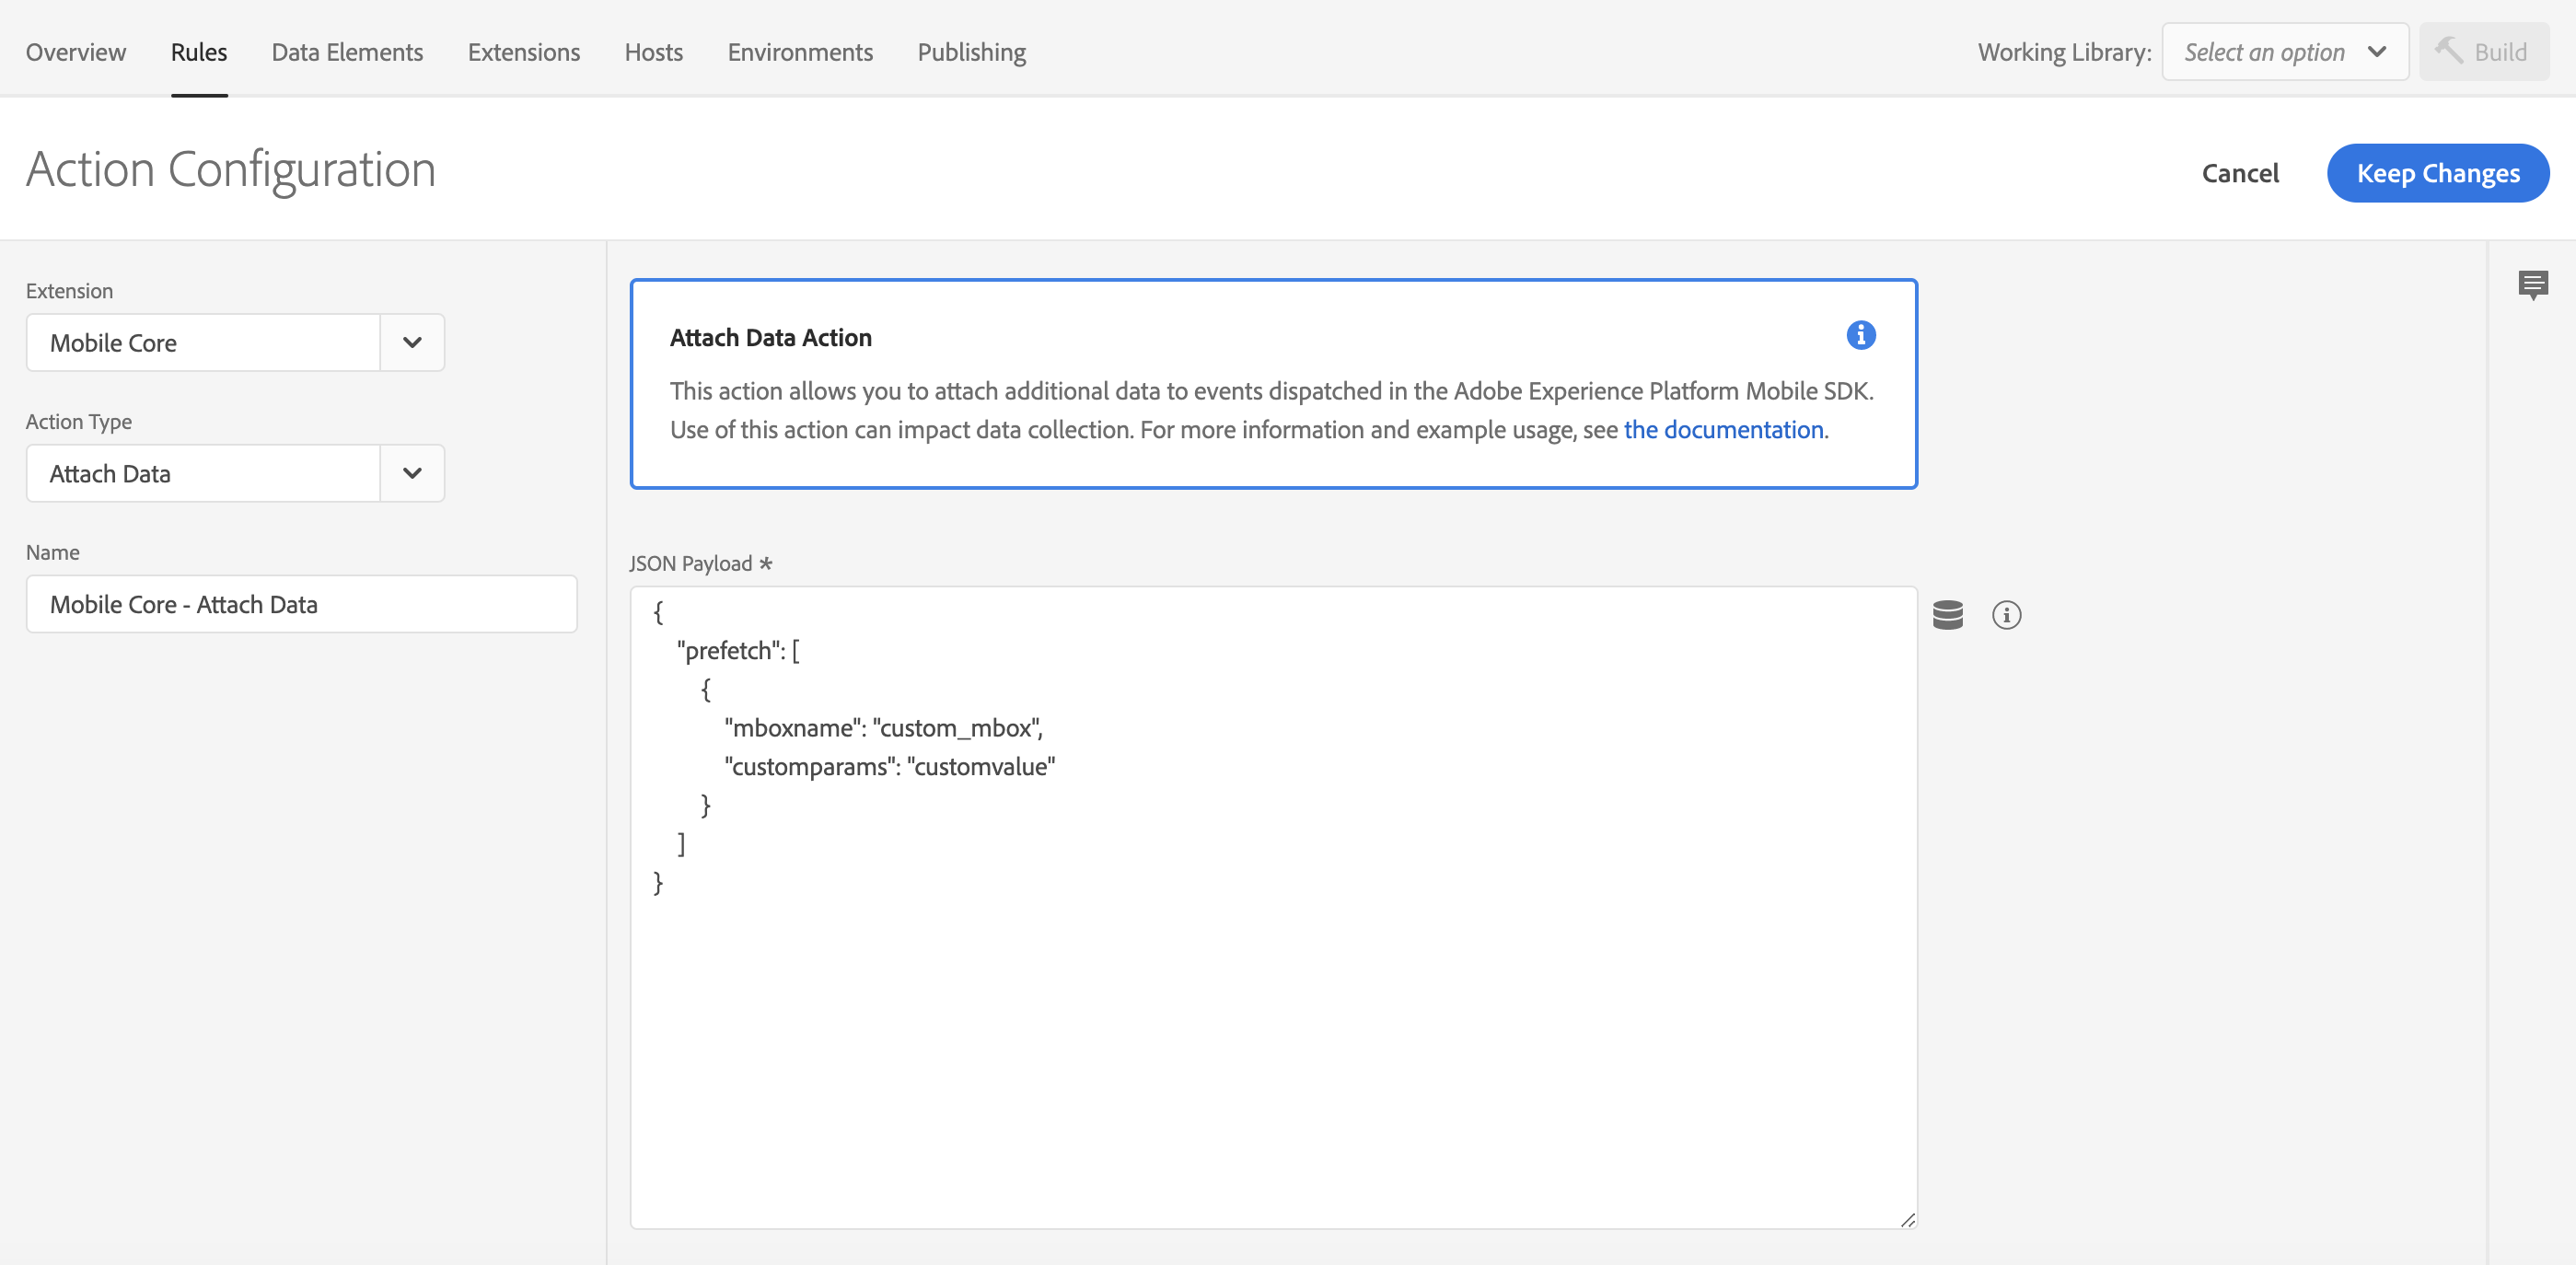 Overview Rules Data Elements Extensions Hosts Environments Publishing Working Library: Select an option Build
Action Configuration Cancel Keep Changes
Extension
Mobile Core
Action Type
Attach Data
Name
Mobile Core - Attach Data
Attach Data Action
This action allows you to attach additional data to events dispatched in the Adobe Experience Platform Mobile SDK.
Use of this action can impact data collection. For more information and example usage, see the documentation.
JSON Payload *
{
"prefetch": [
{
"mboxname": "custom_mbox",
"customparams": "customvalue"
}
]
}